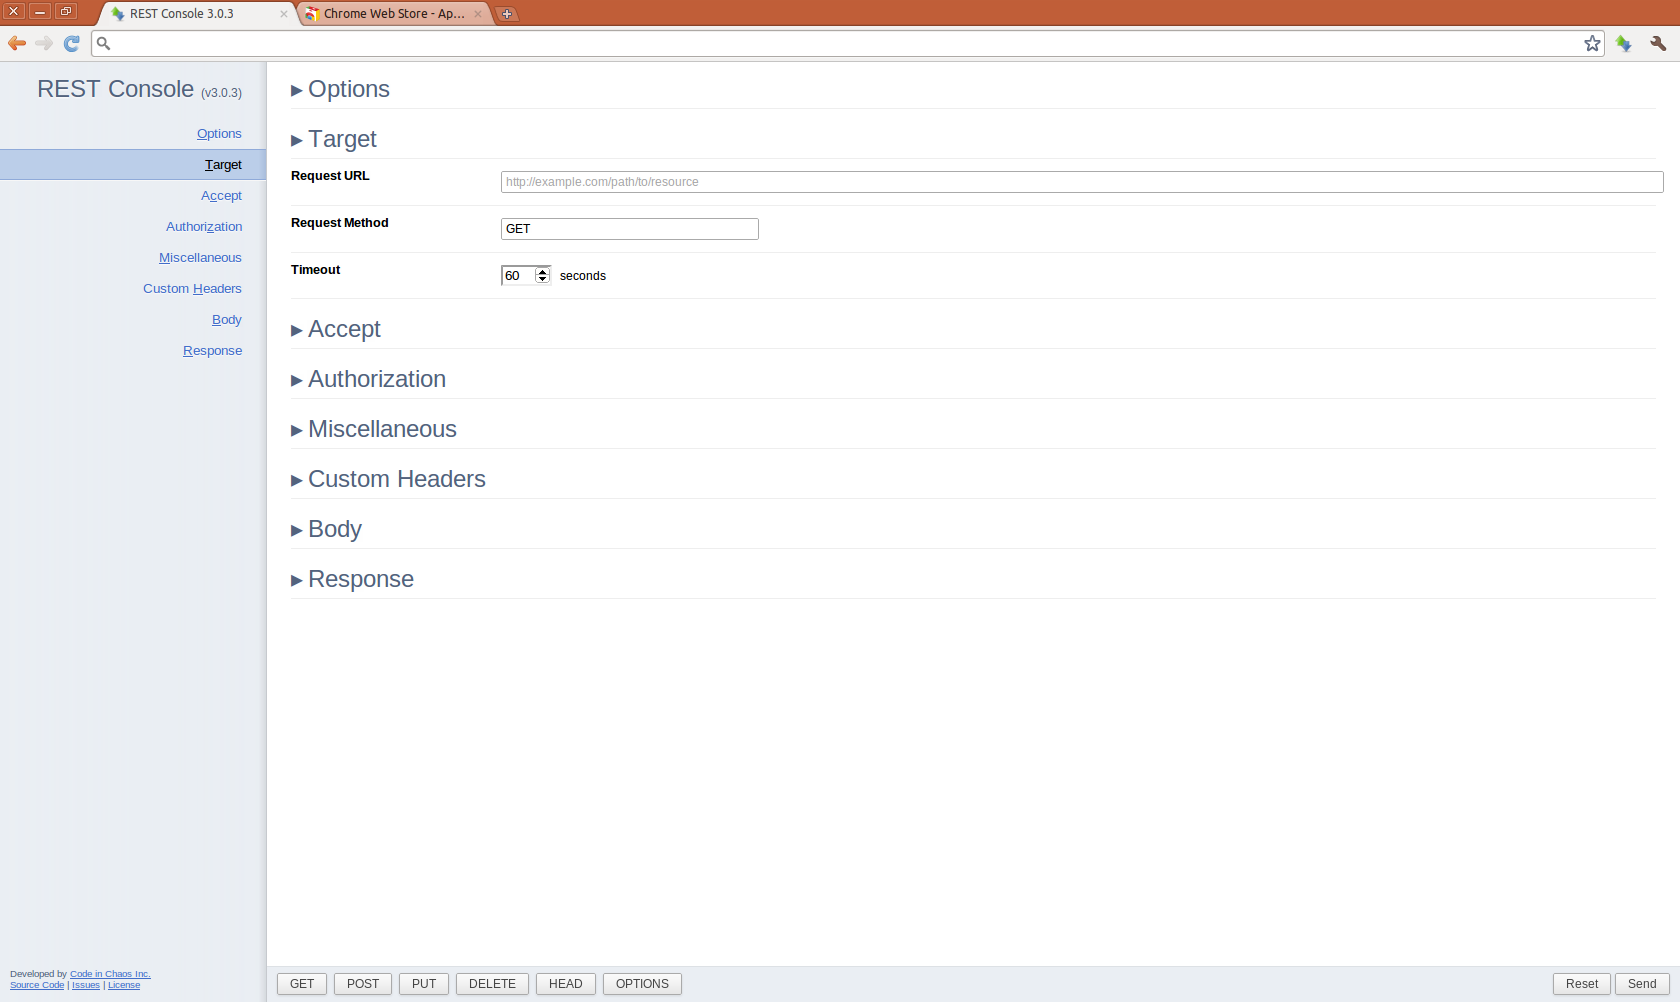 REST Console 3.0.3
Chrome Web Store - Ap...
REST Console (v3.0.3)
Options
Target
Accept
Authorization
Miscellaneous
Custom Headers
Body
Response
Developed by Code in Chaos Inc.
Source Code | Issues | License
Options
Target
Request URL http://example.com/path/to/resource
Request Method GET
Timeout 60 seconds
Accept
Authorization
Miscellaneous
Custom Headers
Body
Response
GET POST PUT DELETE HEAD OPTIONS Reset Send